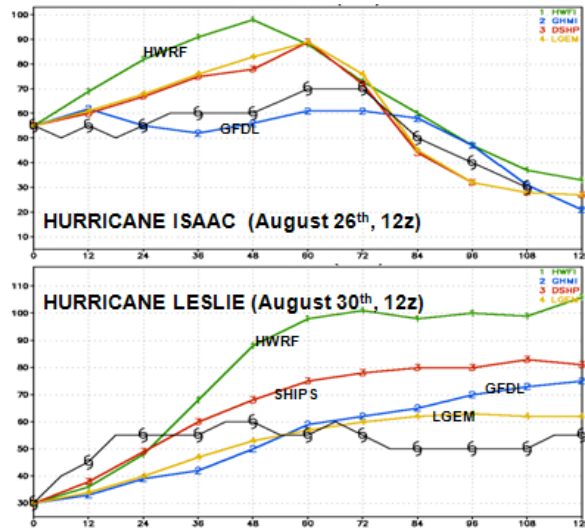 100
90
80
70
60
50
40
30
20
10
1 HWFI
2 GHMI
3 DSHP
4 LGEM
HWRF
GFDL
HURRICANE ISAAC (August 26th, 12z)
0 12 24 36 48 60 72 84 96 108 12
110
100
90
80
70
60
50
40
30
1 HWFI
2 GHMI
3 DSHP
4 LGEM
HURRICANE LESLIE (August 30th, 12z)
HWRF
SHIPS
GFDL
LGEM
0 12 24 36 48 60 72 84 96 108 12